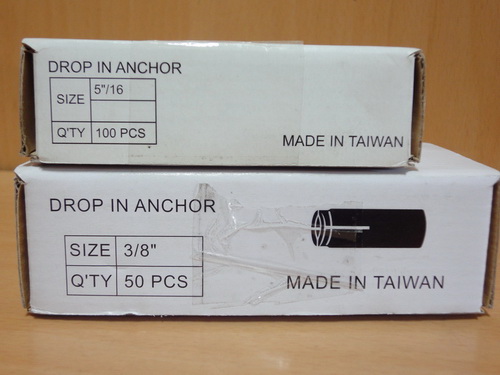 DROP IN ANCHOR
SIZE 5"/16
Q'TY 100 PCS
MADE IN TAIWAN
DROP IN ANCHOR
SIZE 3/8"
Q'TY 50 PCS
MADE IN TAIWAN